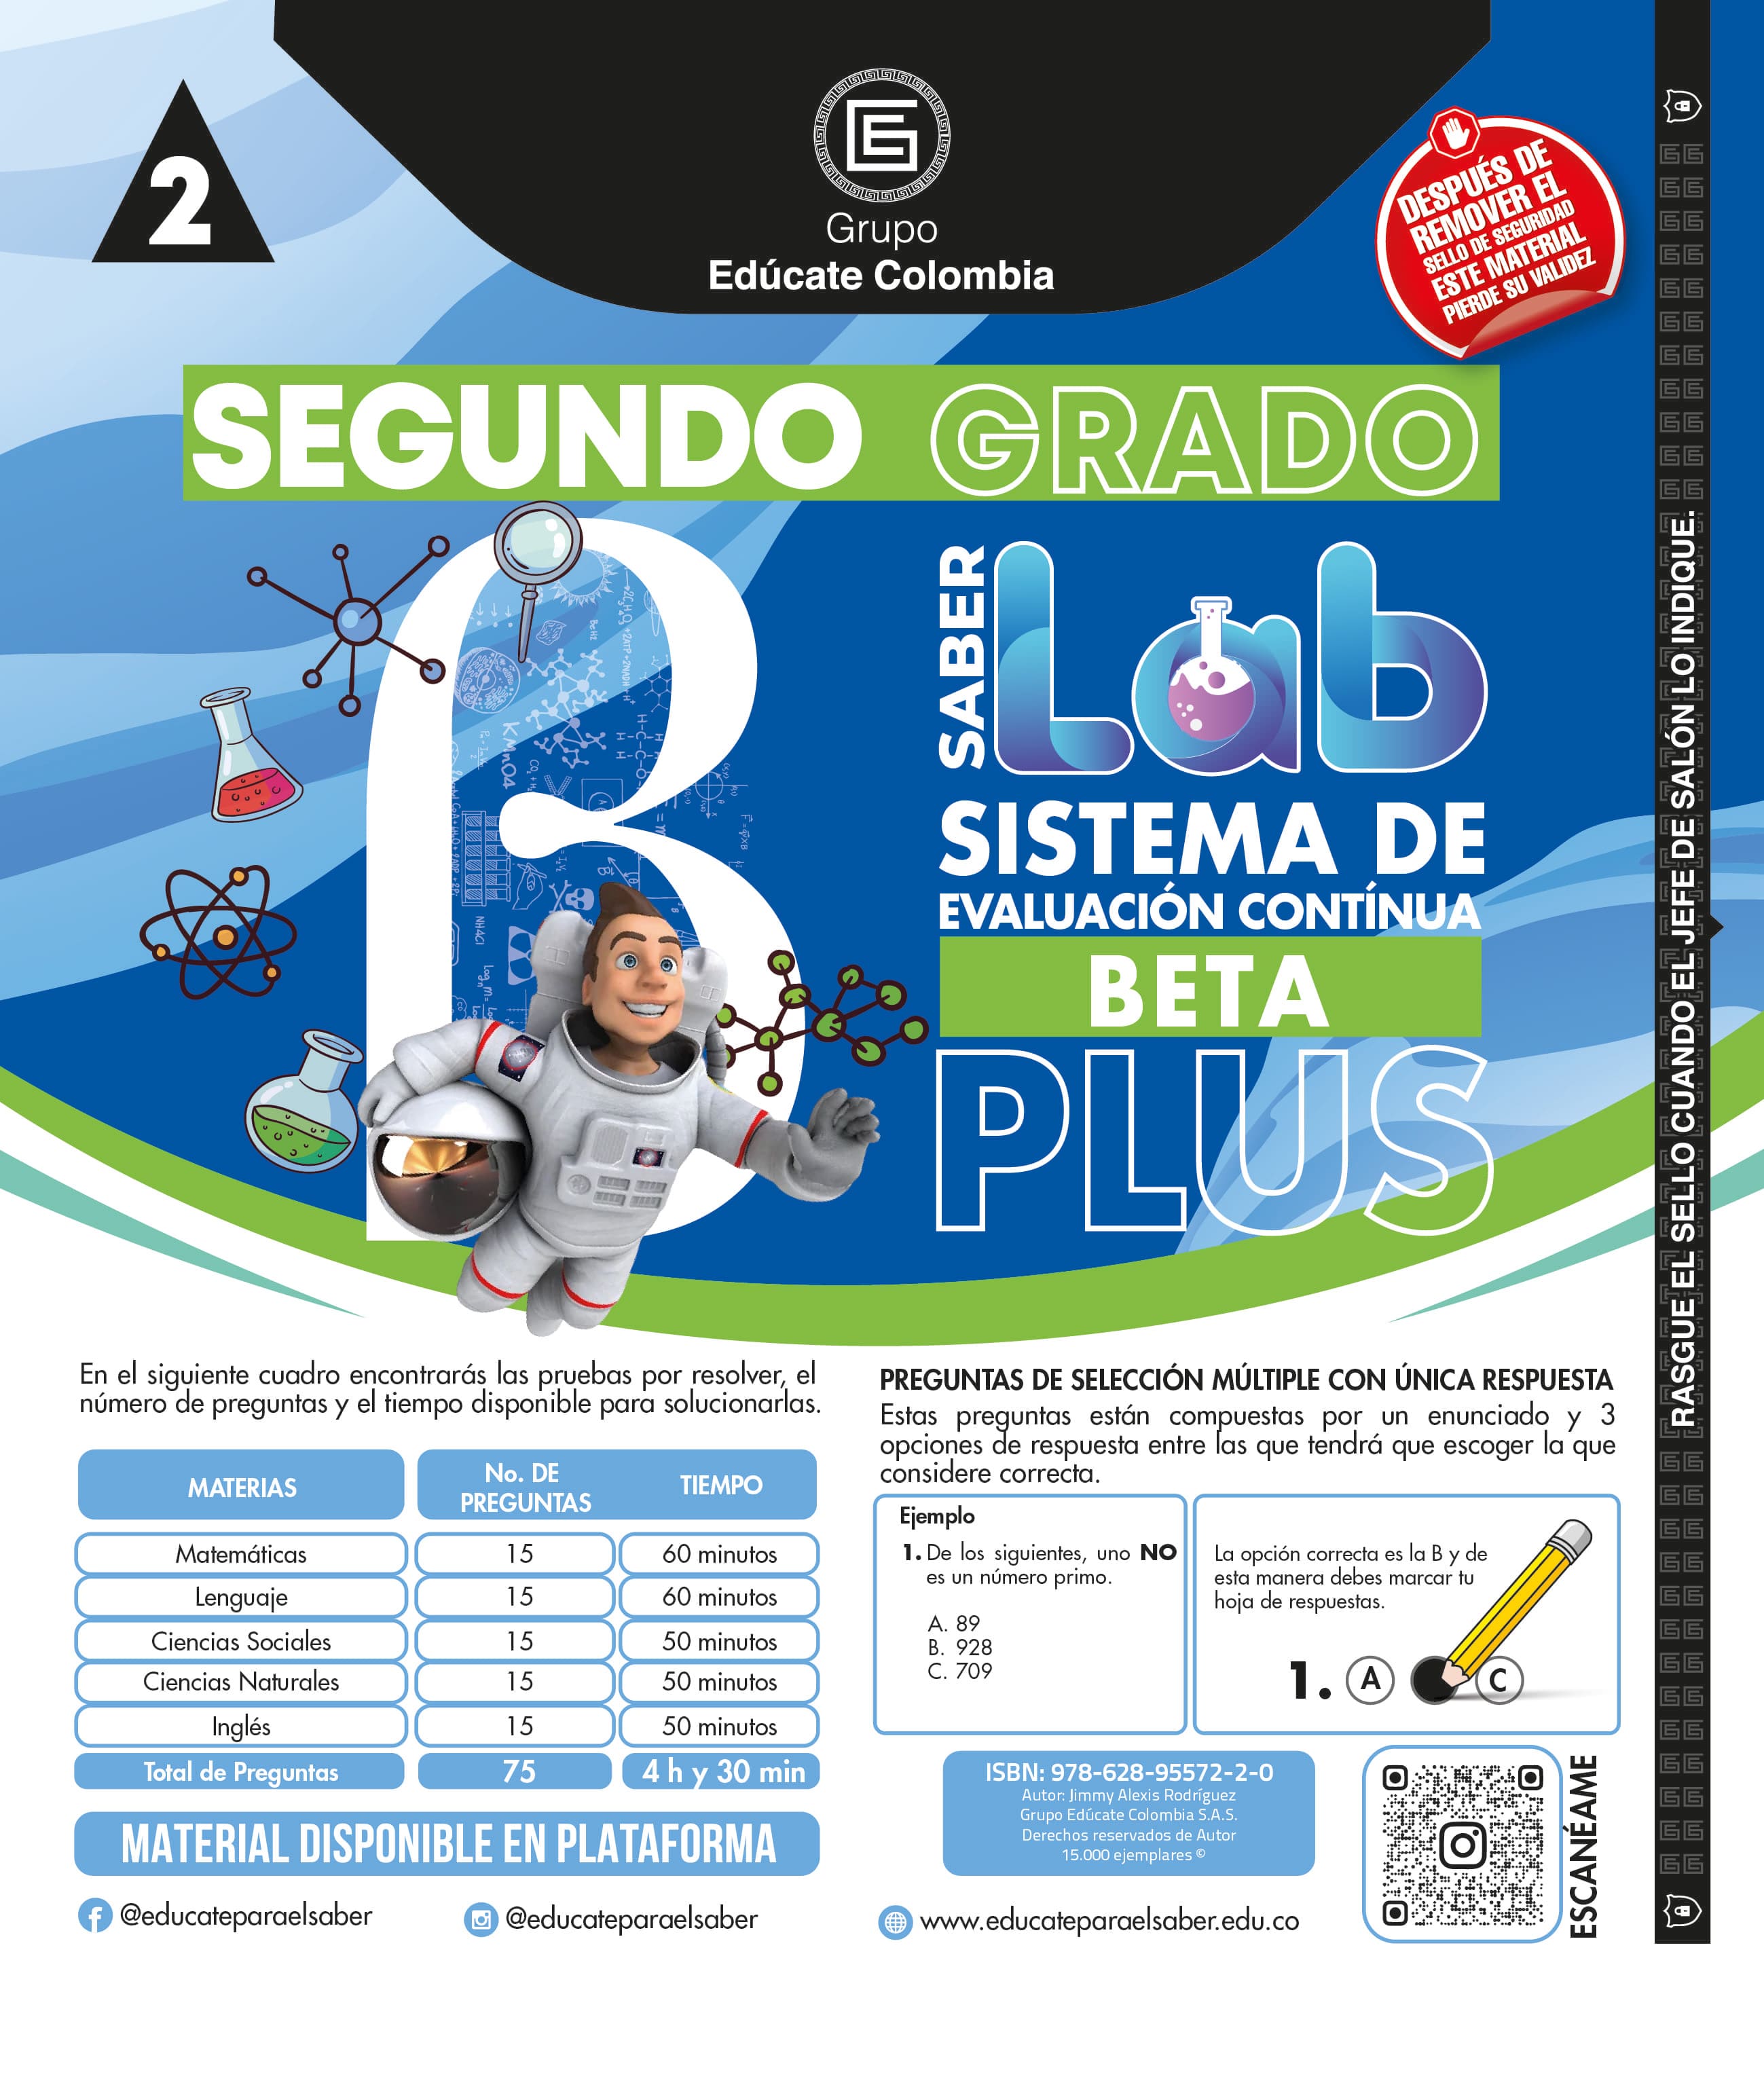 2
Grupo
Edúcate Colombia
DESPUÉS DE
REMOVER EL
SELLO DE SEGURIDAD
ESTE MATERIAL
PIERDE SU VALIDEZ
SEGUNDO GRADO
SABER
Lab
SISTEMA DE
EVALUACIÓN CONTÍNUA
BETA
PLUS
RASGUE EL SELLO CUANDO EL JEFE DE SALÓN LO INDIQUE.
En el siguiente cuadro encontrarás las pruebas por resolver, el
número de preguntas y el tiempo disponible para solucionarlas.
MATERIAS No. DE PREGUNTAS TIEMPO
Matemáticas 15 60 minutos
Lenguaje 15 60 minutos
Ciencias Sociales 15 50 minutos
Ciencias Naturales 15 50 minutos
Inglés 15 50 minutos
Total de Preguntas 75 4 h y 30 min
MATERIAL DISPONIBLE EN PLATAFORMA
@educateparaelsaber
@educateparaelsaber
PREGUNTAS DE SELECCIÓN MÚLTIPLE CON ÚNICA RESPUESTA
Estas preguntas están compuestas por un enunciado y 3
opciones de respuesta entre las que tendrá que escoger la que
considere correcta.
Ejemplo
1. De los siguientes, uno NO
es un número primo.
A. 89
B. 928
C. 709
La opción correcta es la B y de
esta manera debes marcar tu
hoja de respuestas.
1. A C
ISBN: 978-628-95572-2-0
Autor: Jimmy Alexis Rodríguez
Grupo Edúcate Colombia S.A.S.
Derechos reservados de Autor
15.000 ejemplares ©
www.educateparaelsaber.edu.co
ESCANÉAME